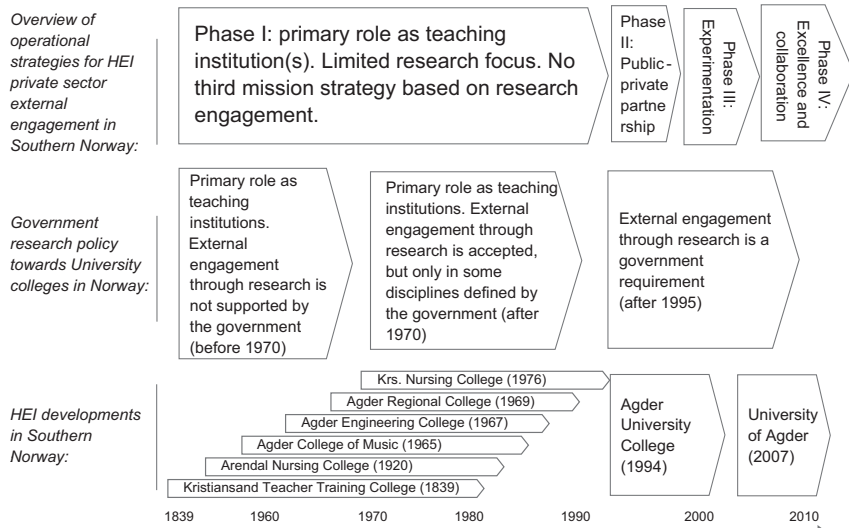 Overview of
operational
strategies for HEI
private sector
external
engagement in
Southern Norway:
Phase I: primary role as teaching
institution(s). Limited research focus. No
third mission strategy based on research
engagement.
Phase
II:
Public-
private
partne
rship
Phase III:
Experimentation
Phase IV:
Excellence and
collaboration
Government
research policy
towards University
colleges in Norway:
Primary role as
teaching
institutions.
External
engagement
through research is
not supported by
the government
(before 1970)
Primary role as teaching
institutions. External
engagement through
research is accepted,
but only in some
disciplines defined by
the government (after
1970)
External engagement
through research is a
government
requirement
(after 1995)
HEI developments
in Southern
Norway:
Krs. Nursing College (1976)
Agder Regional College (1969)
Agder Engineering College (1967)
Agder College of Music (1965)
Arendal Nursing College (1920)
Kristiansand Teacher Training College (1839)
Agder
University
College
(1994)
University
of Agder
(2007)
1839 1960 1970 1980 1990 2000 2010